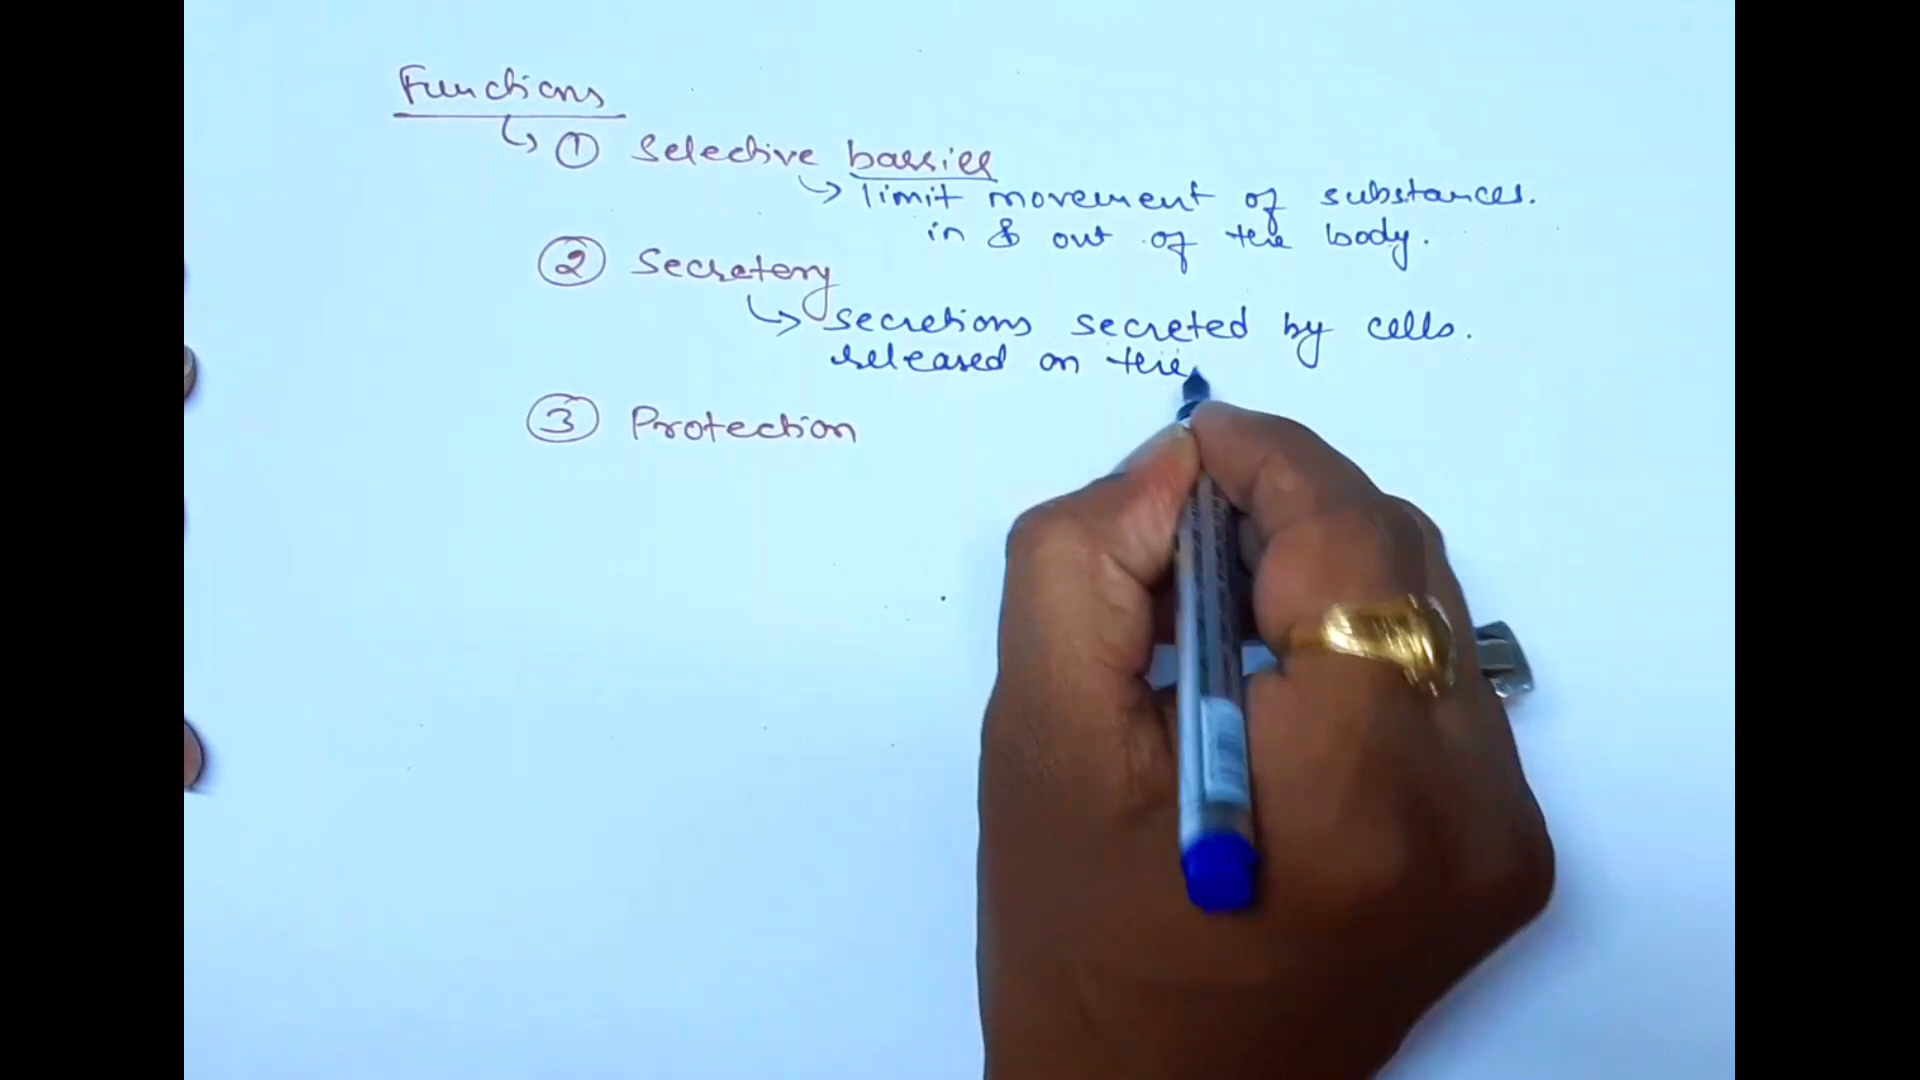 Functions
↳ ① Selective barrier
↳ limit movement of substances.
in & out of the body.
② Secretory
↳ secretions secreted by cells.
released on the
③ Protection